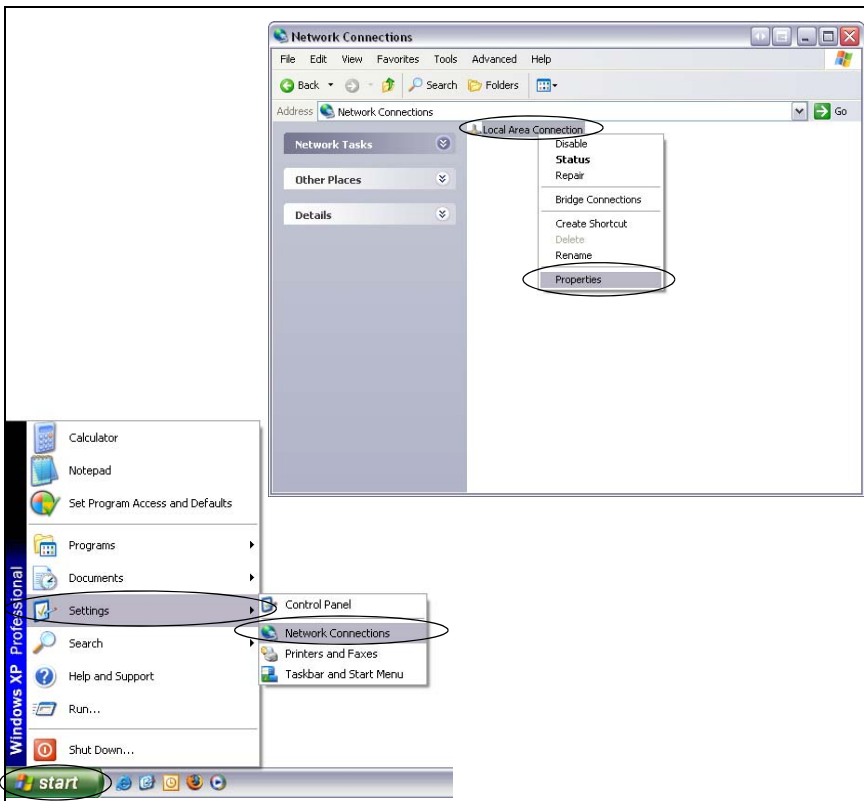 Network Connections
File Edit View Favorites Tools Advanced Help
Back Search Folders
Address Network Connections Go
Network Tasks
Other Places
Details
Local Area Connection
Disable
Status
Repair
Bridge Connections
Create Shortcut
Delete
Rename
Properties
Windows XP Professional
Calculator
Notepad
Set Program Access and Defaults
Programs
Documents
Settings
Search
Help and Support
Run...
Shut Down...
Control Panel
Network Connections
Printers and Faxes
Taskbar and Start Menu
start